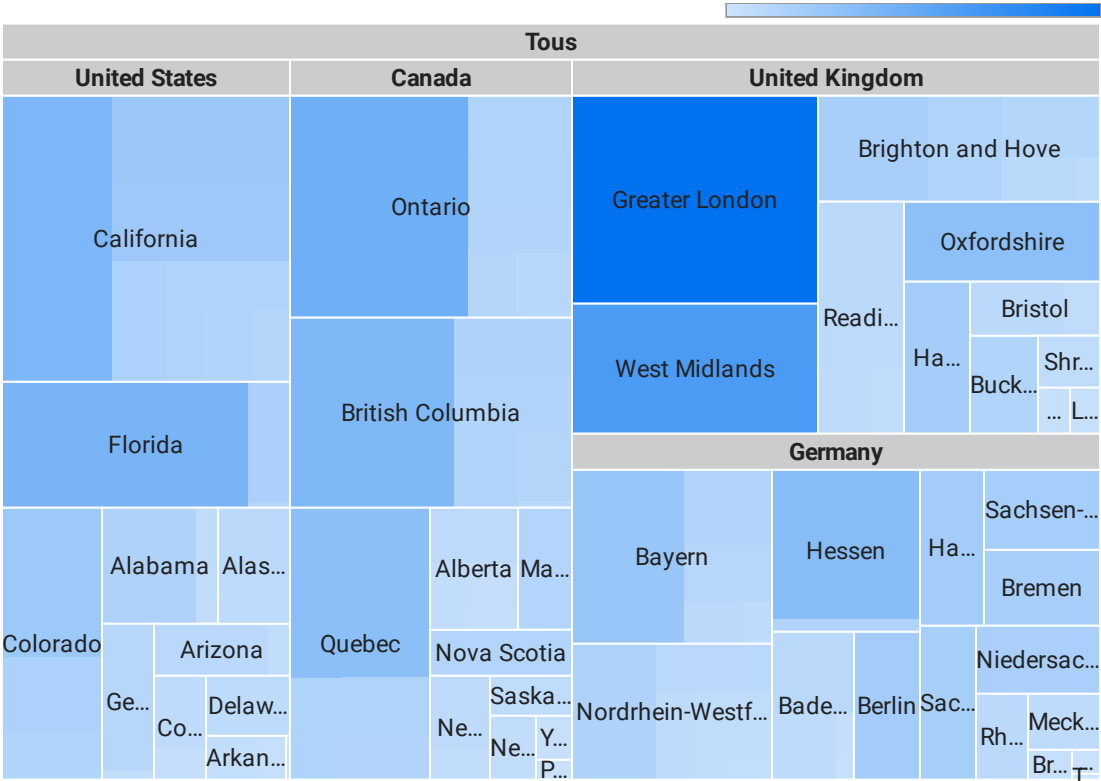 Tous
United States
California
Florida
Colorado
Alabama
Alas...
Ge...
Arizona
Co...
Delaw...
Arkan...
Canada
Ontario
British Columbia
Quebec
Alberta
Ma...
Nova Scotia
Ne...
Saska...
Ne...
Y...
P...
United Kingdom
Greater London
West Midlands
Brighton and Hove
Readi...
Oxfordshire
Ha...
Bristol
Buck...
Shr...
...
L...
Germany
Bayern
Nordrhein-Westf...
Hessen
Bade...
Berlin
Ha...
Sachsen-...
Bremen
Sac...
Niedersac...
Rh...
Meck...
Br...